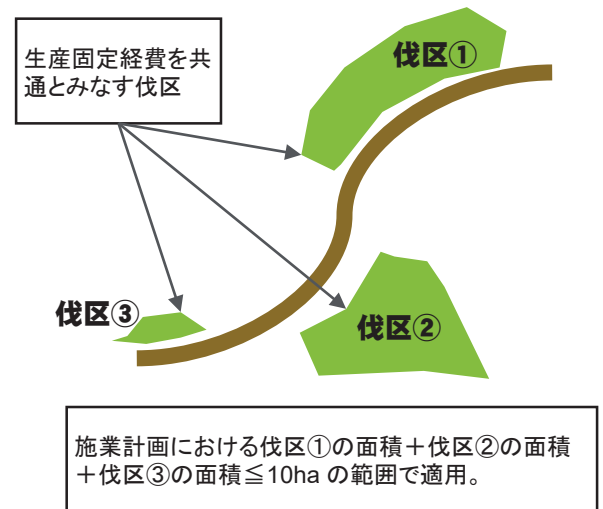 生産固定経費を共
通とみなす伐区
伐区①
伐区③
伐区②
施業計画における伐区①の面積＋伐区②の面積
＋伐区③の面積≦10ha の範囲で適用。